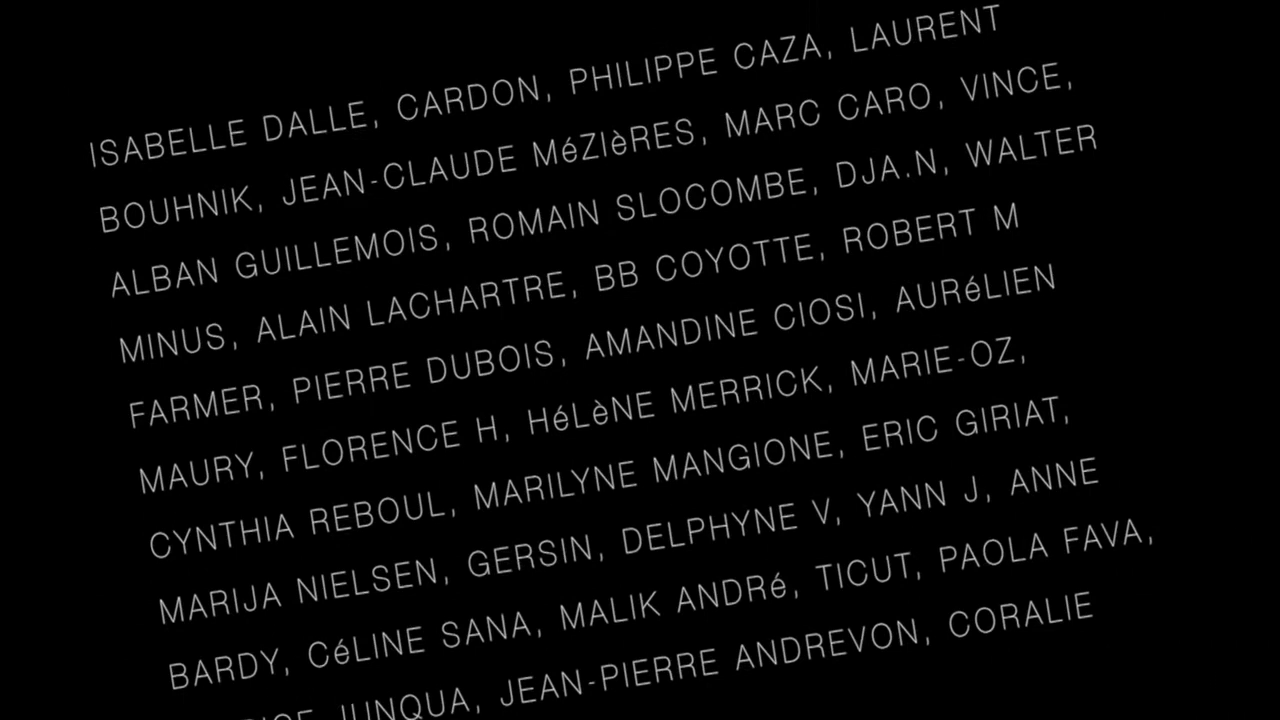 ISABELLE DALLE, CARDON, PHILIPPE CAZA, LAURENT
BOUHNIK, JEAN-CLAUDE MéZIèRES, MARC CARO, VINCE,
ALBAN GUILLEMOIS, ROMAIN SLOCOMBE, DJA.N, WALTER
MINUS, ALAIN LACHARTRE, BB COYOTTE, ROBERT M
FARMER, PIERRE DUBOIS, AMANDINE CIOSI, AURéLIEN
MAURY, FLORENCE H, HéLèNE MERRICK, MARIE-OZ,
CYNTHIA REBOUL, MARILYNE MANGIONE, ERIC GIRIAT,
MARIJA NIELSEN, GERSIN, DELPHYNE V, YANN J, ANNE
BARDY, CéLINE SANA, MALIK ANDRé, TICUT, PAOLA FAVA,
JUNQUA, JEAN-PIERRE ANDREVON, CORALIE